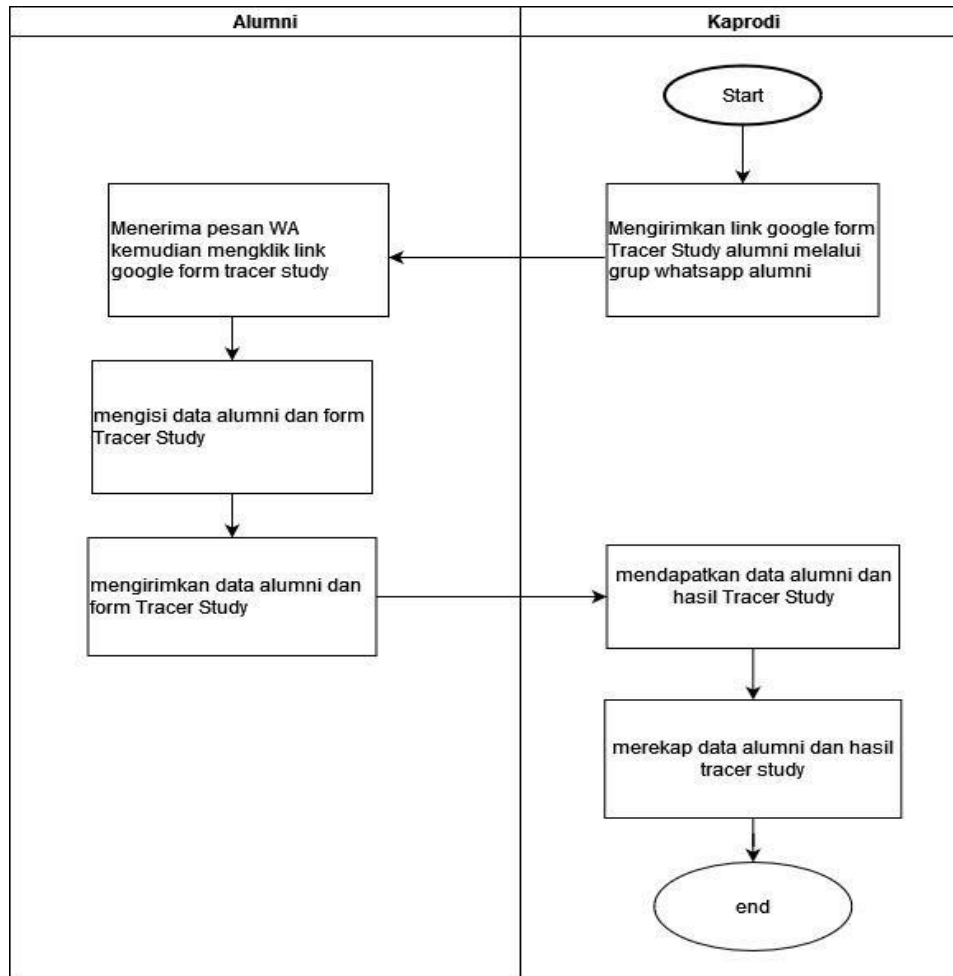 Alumni
Kaprodi
Start
Mengirimkan link google form
Tracer Study alumni melalui
grup whatsapp alumni
Menerima pesan WA
kemudian mengklik link
google form tracer study
mengisi data alumni dan form
Tracer Study
mengirimkan data alumni dan
form Tracer Study
mendapatkan data alumni dan
hasil Tracer Study
merekap data alumni dan hasil
tracer study
end